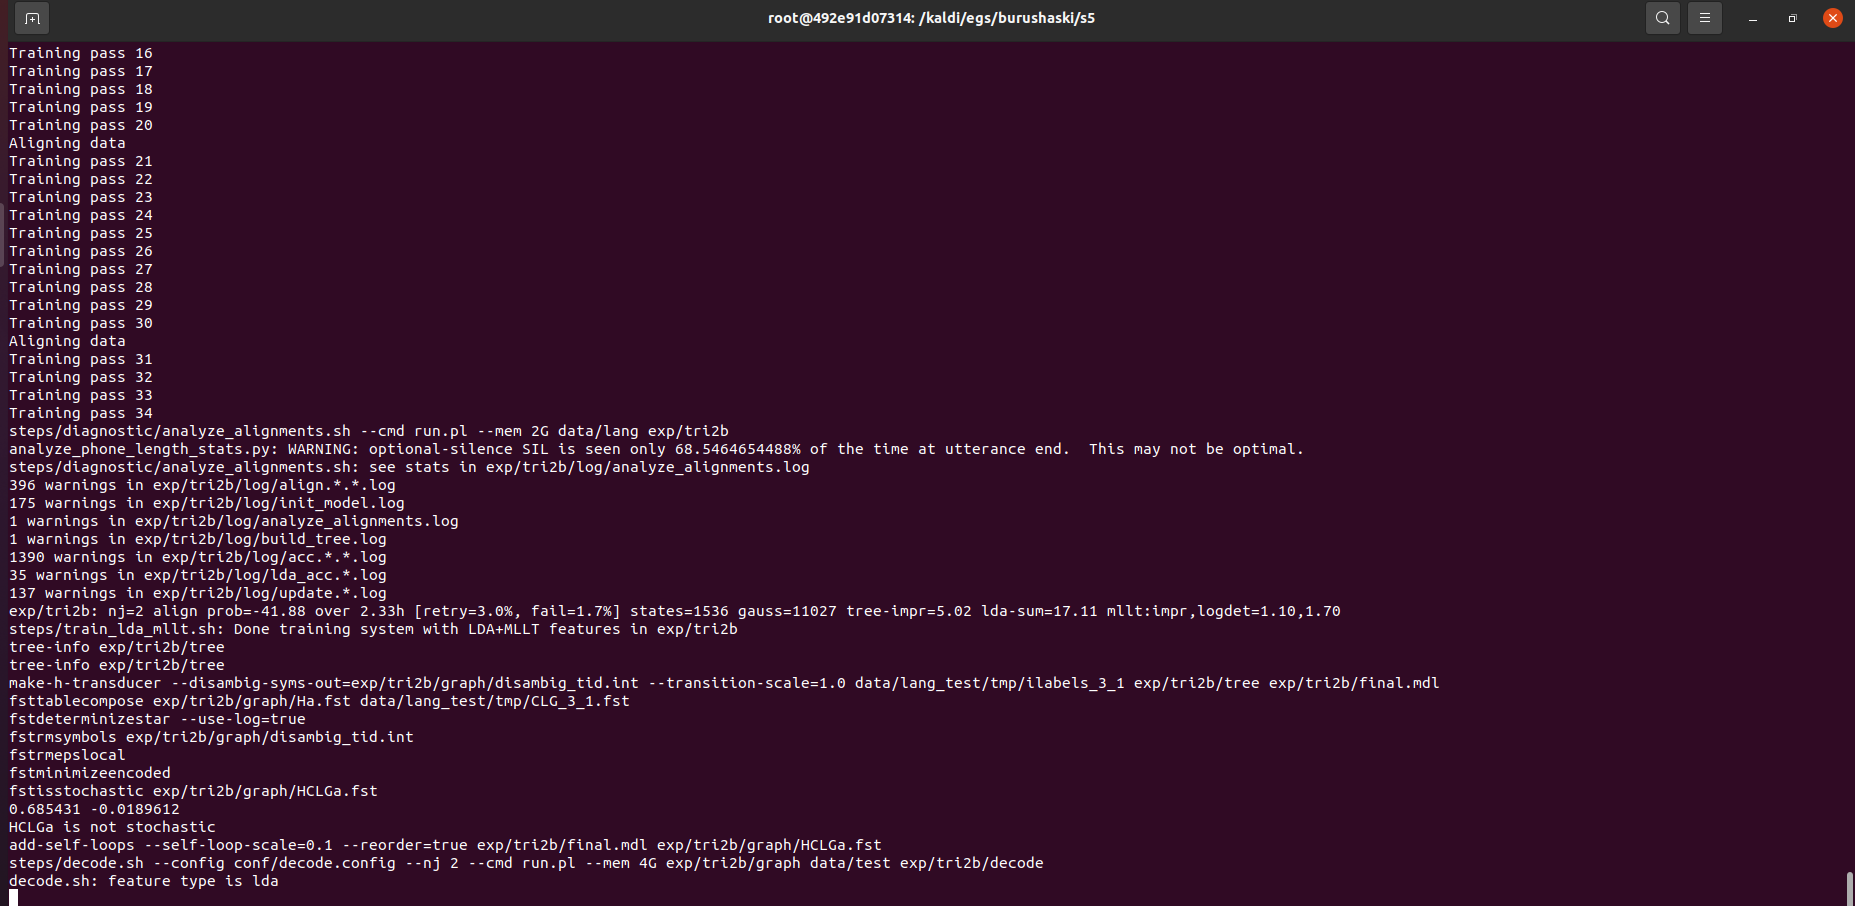 root@492e91d07314: /kaldi/egs/burushaski/s5
Training pass 16
Training pass 17
Training pass 18
Training pass 19
Training pass 20
Aligning data
Training pass 21
Training pass 22
Training pass 23
Training pass 24
Training pass 25
Training pass 26
Training pass 27
Training pass 28
Training pass 29
Training pass 30
Aligning data
Training pass 31
Training pass 32
Training pass 33
Training pass 34
steps/diagnostic/analyze_alignments.sh --cmd run.pl --mem 2G data/lang exp/tri2b
analyze_phone_length_stats.py: WARNING: optional-silence SIL is seen only 68.5464654488% of the time at utterance end.  This may not be optimal.
steps/diagnostic/analyze_alignments.sh: see stats in exp/tri2b/log/analyze_alignments.log
396 warnings in exp/tri2b/log/align.*.*.log
175 warnings in exp/tri2b/log/init_model.log
1 warnings in exp/tri2b/log/analyze_alignments.log
1 warnings in exp/tri2b/log/build_tree.log
1390 warnings in exp/tri2b/log/acc.*.*.log
35 warnings in exp/tri2b/log/lda_acc.*.log
137 warnings in exp/tri2b/log/update.*.log
exp/tri2b: nj=2 align prob=-41.88 over 2.33h [retry=3.0%, fail=1.7%] states=1536 gauss=11027 tree-impr=5.02 lda-sum=17.11 mllt:impr,logdet=1.10,1.70
steps/train_lda_mllt.sh: Done training system with LDA+MLLT features in exp/tri2b
tree-info exp/tri2b/tree
tree-info exp/tri2b/tree
make-h-transducer --disambig-syms-out=exp/tri2b/graph/disambig_tid.int --transition-scale=1.0 data/lang_test/tmp/ilabels_3_1 exp/tri2b/tree exp/tri2b/final.mdl
fsttablecompose exp/tri2b/graph/Ha.fst data/lang_test/tmp/CLG_3_1.fst
fstdeterminizestar --use-log=true
fstrmsymbols exp/tri2b/graph/disambig_tid.int
fstrmepslocal
fstminimizeencoded
fstisstochastic exp/tri2b/graph/HCLGa.fst
0.685431 -0.0189612
HCLGa is not stochastic
add-self-loops --self-loop-scale=0.1 --reorder=true exp/tri2b/final.mdl exp/tri2b/graph/HCLGa.fst
steps/decode.sh --config conf/decode.config --nj 2 --cmd run.pl --mem 4G exp/tri2b/graph data/test exp/tri2b/decode
decode.sh: feature type is lda